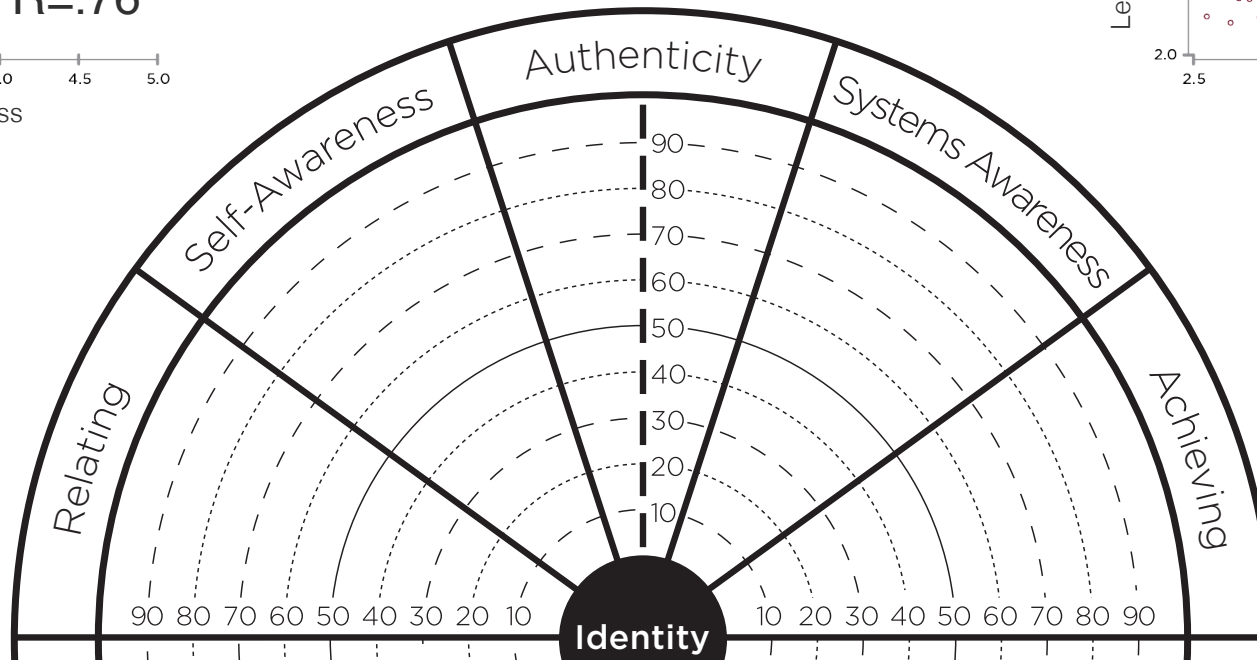 R=.76
4.5 5.0
ss
Le
2.0
2.5
Authenticity
Self-Awareness
Systems Awareness
Relating
Achieving
90
80
70
60
50
40
30
20
10
90 80 70 60 50 40 30 20 10
10 20 30 40 50 60 70 80 90
Identity